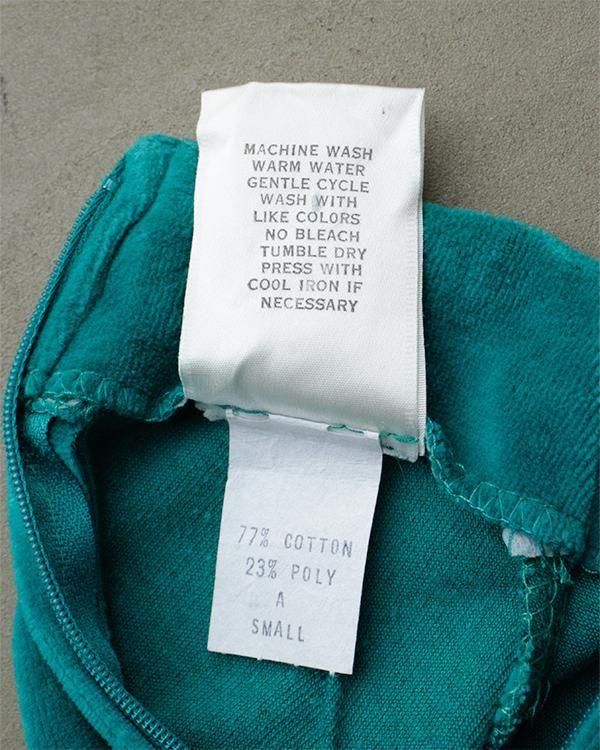 MACHINE WASH
WARM WATER
GENTLE CYCLE
WASH WITH
LIKE COLORS
NO BLEACH
TUMBLE DRY
PRESS WITH
COOL IRON IF
NECESSARY
77% COTTON
23% POLY
A
SMALL